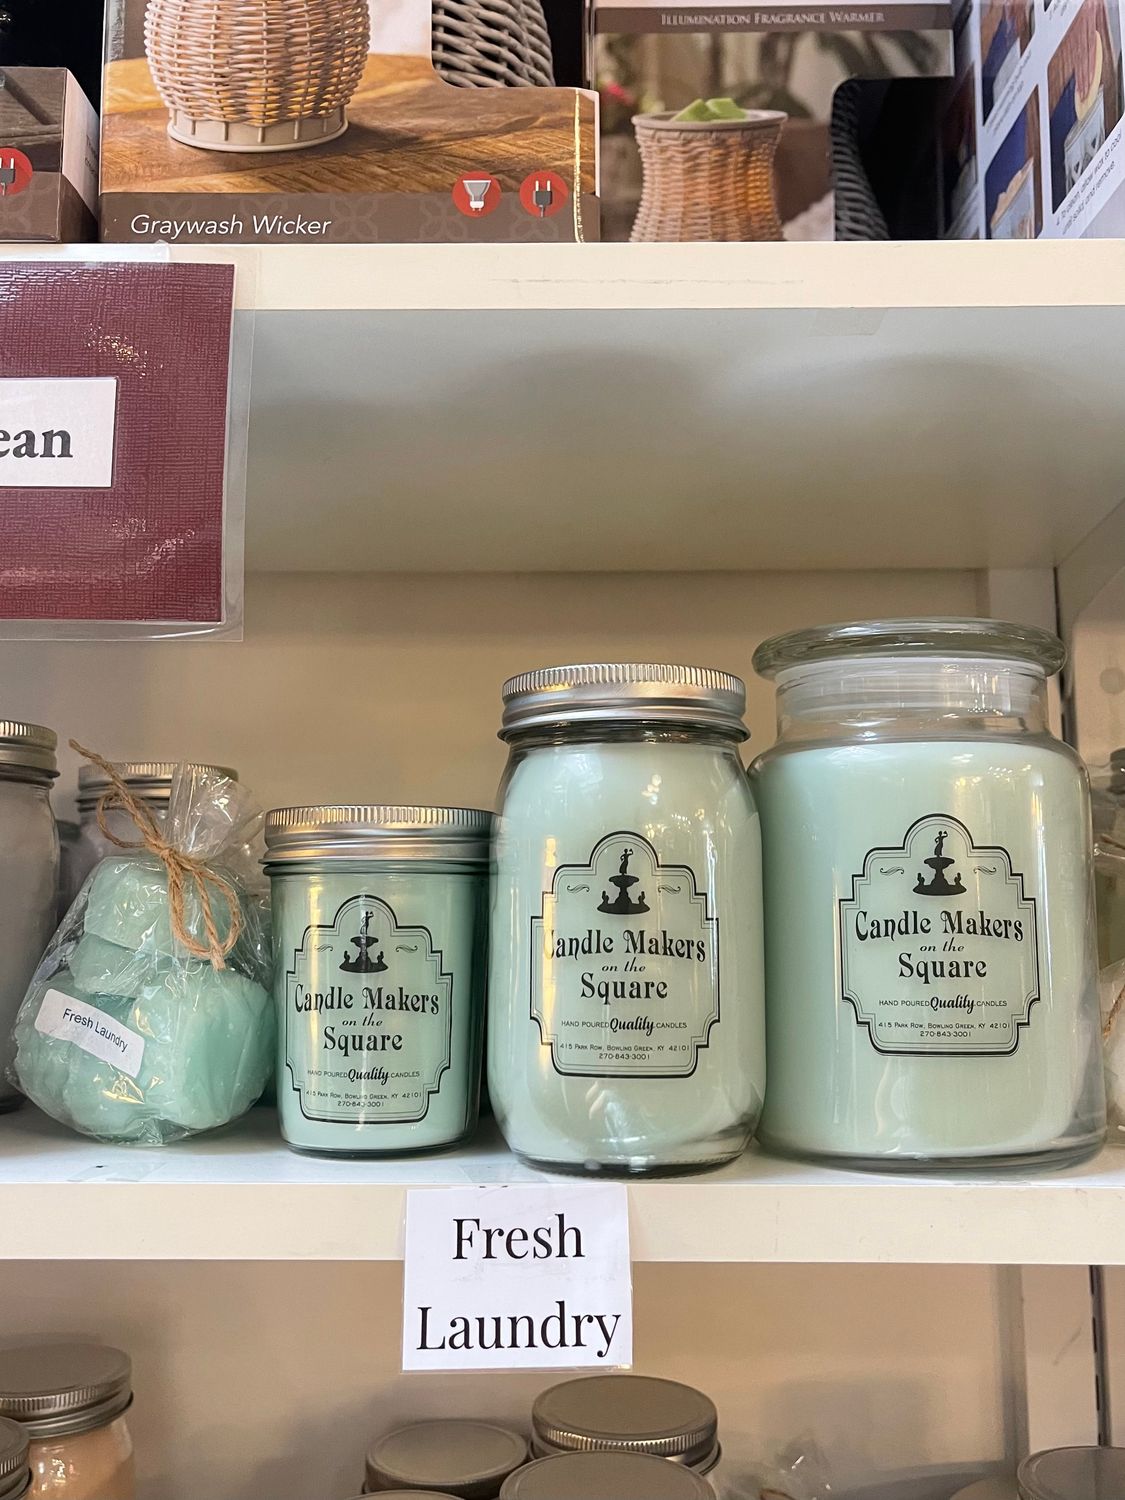 ILLUMINATION FRAGRANCE WARMER
Graywash Wicker
ean
Fresh Laundry
Candle Makers
on the
Square
HAND POURED Quality CANDLES
415 PARK ROW, BOWLING GREEN, KY 42101
270-843-3001
Candle Makers
on the
Square
HAND POURED Quality CANDLES
415 PARK ROW, BOWLING GREEN, KY 42101
270-843-3001
Candle Makers
on the
Square
HAND POURED Quality CANDLES
415 PARK ROW, BOWLING GREEN, KY 42101
270-843-3001
Fresh
Laundry